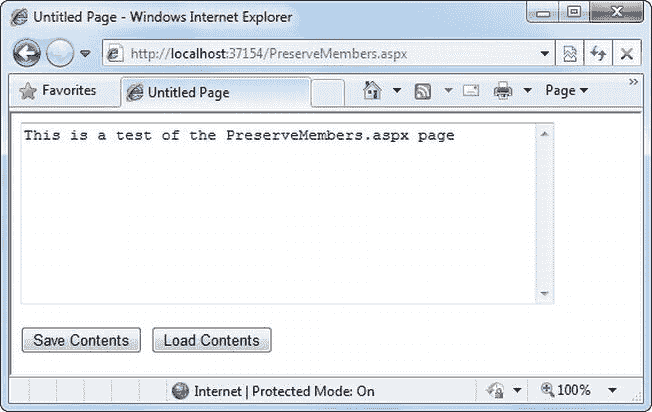 Untitled Page - Windows Internet Explorer
http://localhost:37154/PreserveMembers.aspx
Favorites
Untitled Page
Page
This is a test of the PreserveMembers.aspx page
Save Contents
Load Contents
Internet | Protected Mode: On
100%